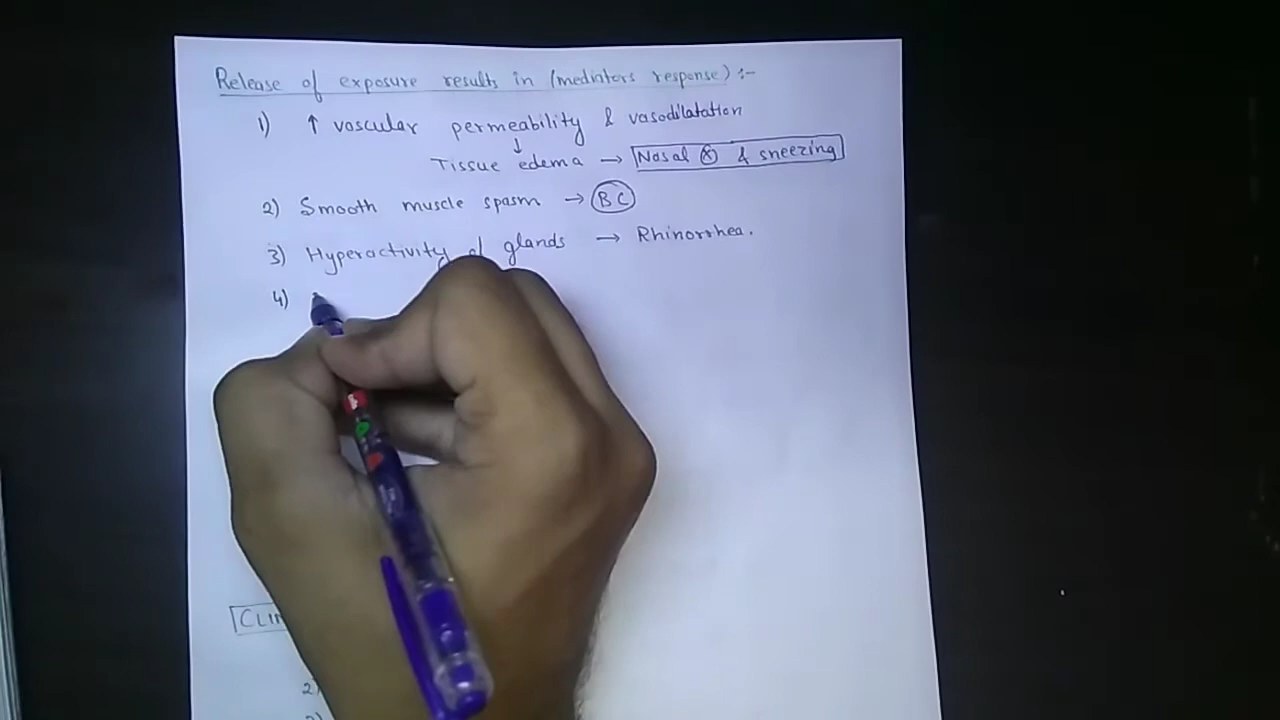 Release of exposure results in (mediators response) :-
1) ↑ vascular permeability & vasodilatation
↓
Tissue edema → Nasal ⊗ & sneezing
2) Smooth muscle spasm → BC
3) Hyperactivity of glands → Rhinorrhea.
4)
2)